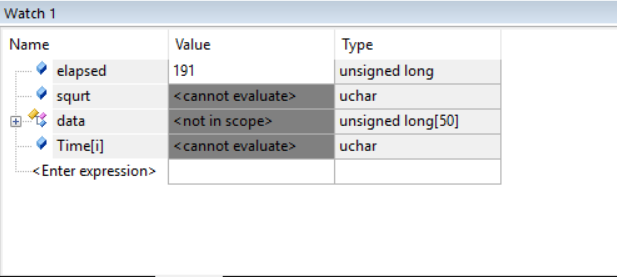 Watch 1
Name Value Type
elapsed 191 unsigned long
squrt <cannot evaluate> uchar
data <not in scope> unsigned long[50]
Time[i] <cannot evaluate> uchar
<Enter expression>